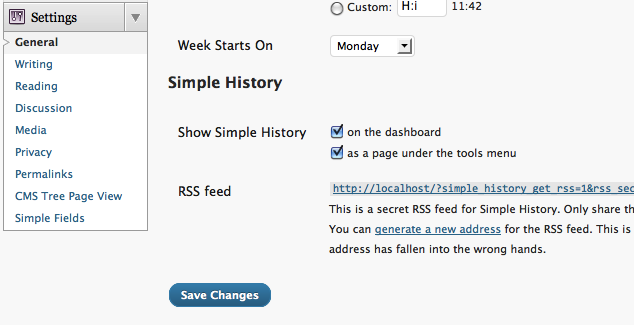 Settings
General
Writing
Reading
Discussion
Media
Privacy
Permalinks
CMS Tree Page View
Simple Fields
Custom: H:i 11:42
Week Starts On Monday
Simple History
Show Simple History on the dashboard
as a page under the tools menu
RSS feed http://localhost/?simple_history_get_rss=1&rss_sec
This is a secret RSS feed for Simple History. Only share th
You can generate a new address for the RSS feed. This is
address has fallen into the wrong hands.
Save Changes